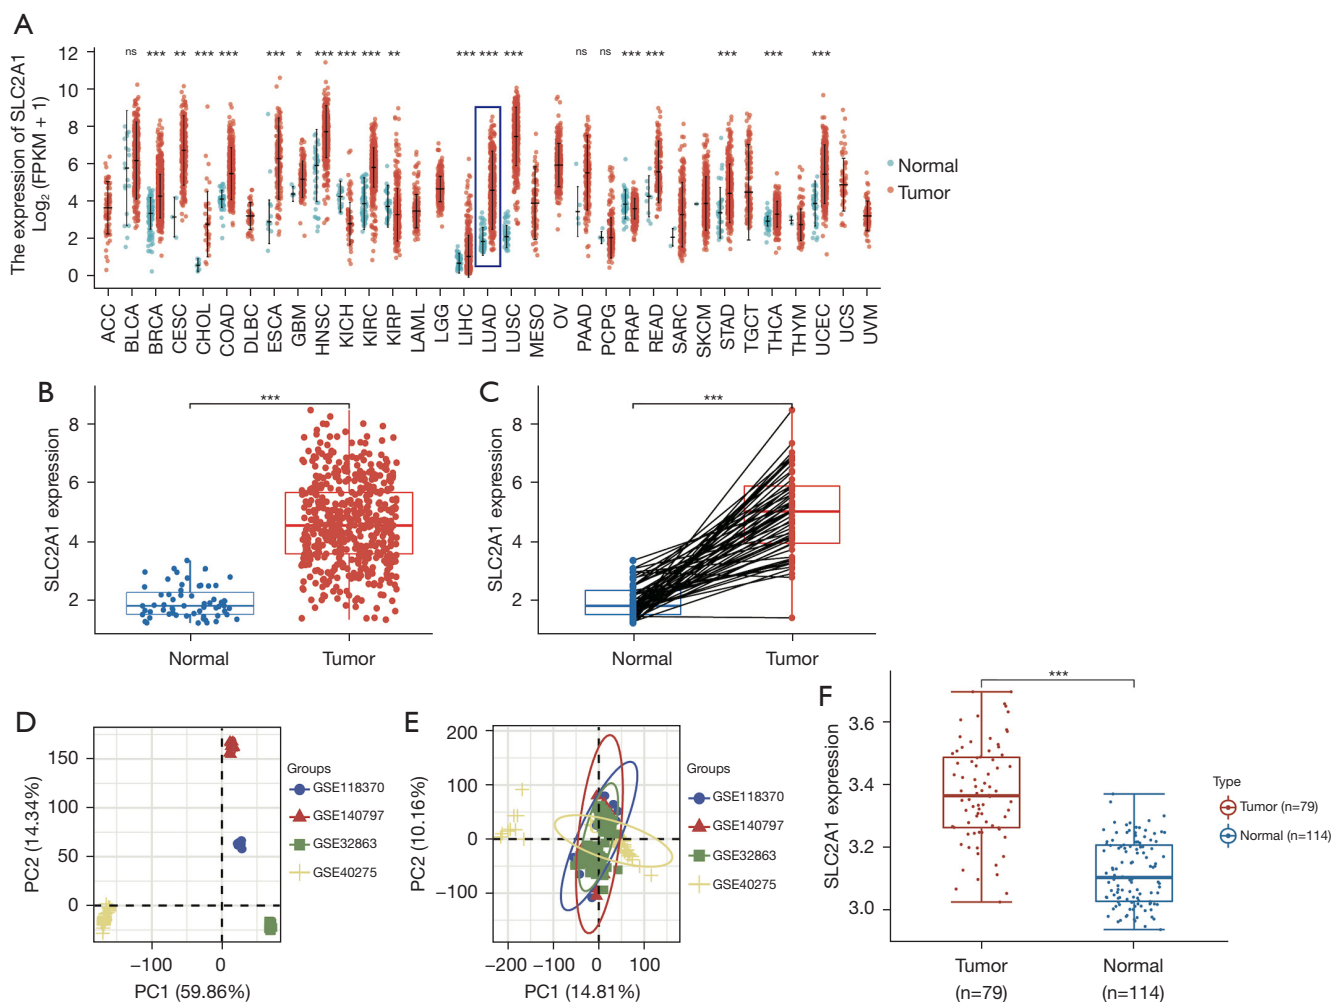 A
The expression of SLC2A1
Log2 (FPKM + 1)
12
10
8
6
4
2
0
ns *** ** *** *** *** * *** *** *** ** *** *** *** ns ns *** *** *** *** ***
ACC BLCA BRCA CESC CHOL COAD DLBC ESCA GBM HNSC KICH KIRC KIRP LAML LGG LIHC LUAD LUSC MESO OV PAAD PCPG PRAP READ SARC SKCM STAD TGCT THCA THYM UCEC UCS UVM
Normal
Tumor
B
SLC2A1 expression
8
6
4
2
***
Normal Tumor
C
SLC2A1 expression
8
6
4
2
***
Normal Tumor
D
PC2 (14.34%)
150
100
50
0
−100 0
PC1 (59.86%)
Groups
GSE118370
GSE140797
GSE32863
GSE40275
E
PC2 (10.16%)
200
100
0
−100
−200 −100 0 100
PC1 (14.81%)
Groups
GSE118370
GSE140797
GSE32863
GSE40275
F
SLC2A1 expression
3.6
3.4
3.2
3.0
***
Tumor Normal
(n=79) (n=114)
Type
Tumor (n=79)
Normal (n=114)